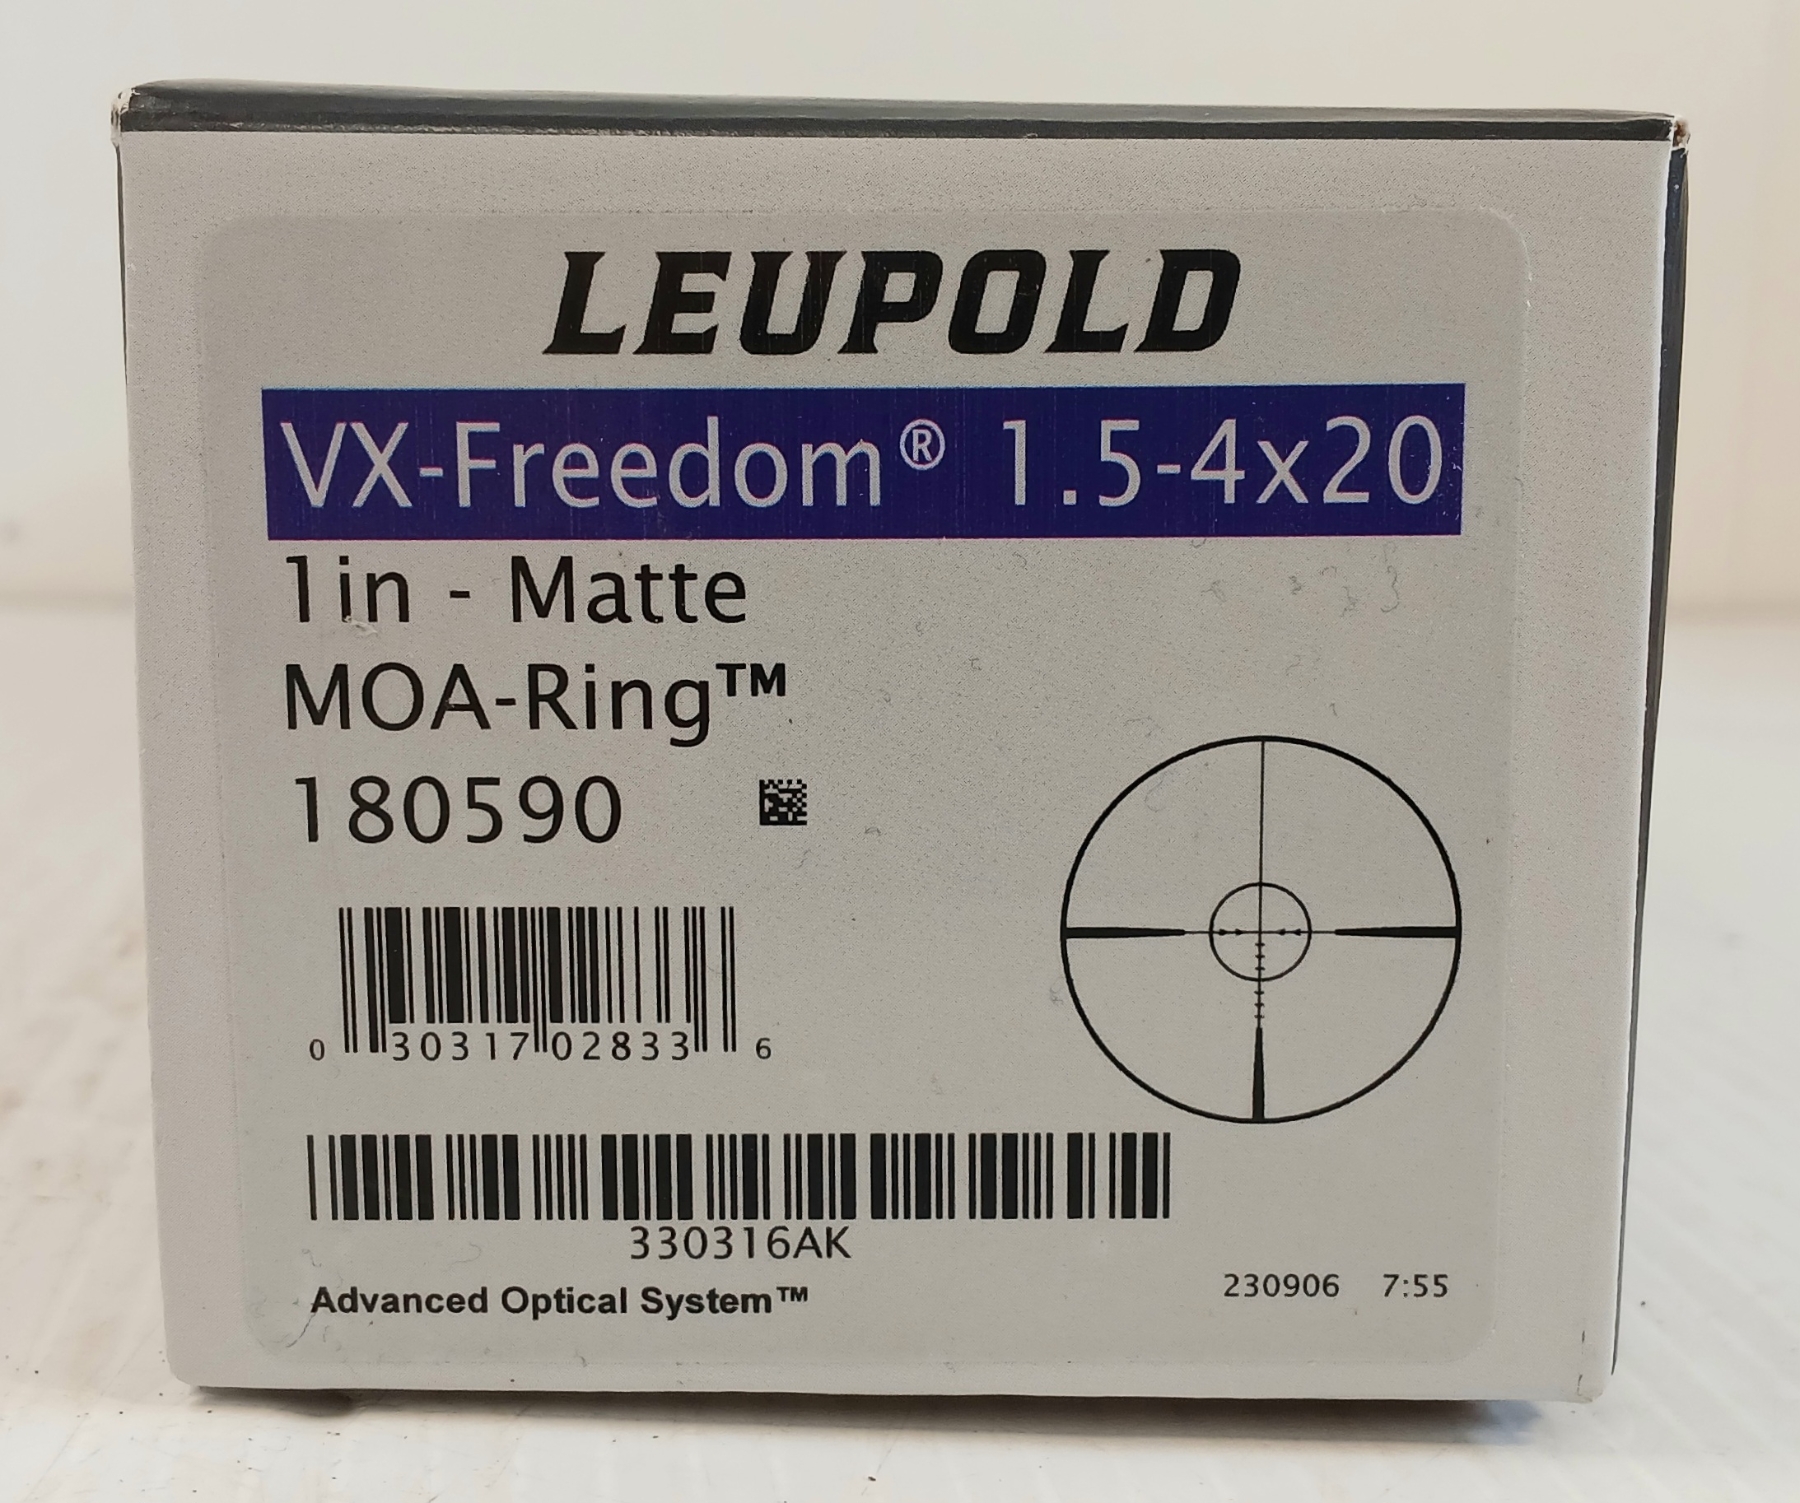 LEUPOLD
VX-Freedom® 1.5-4x20
1in - Matte
MOA-Ring™
180590
0 30317 02833 6
330316AK
Advanced Optical System™
230906 7:55